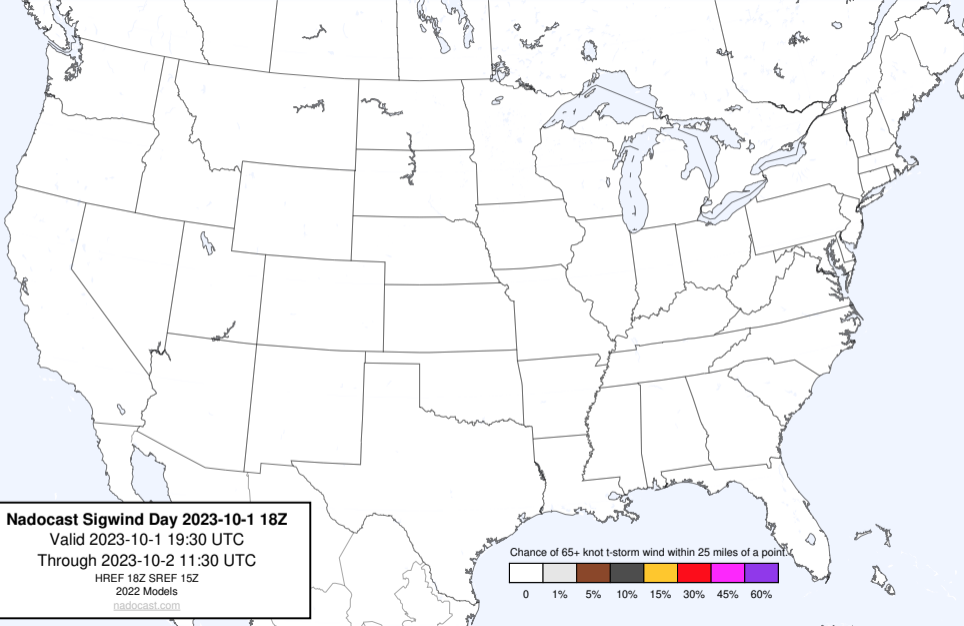 Nadocast Sigwind Day 2023-10-1 18Z
Valid 2023-10-1 19:30 UTC
Through 2023-10-2 11:30 UTC
HREF 18Z SREF 15Z
2022 Models
nadocast.com
Chance of 65+ knot t-storm wind within 25 miles of a point.
0 1% 5% 10% 15% 30% 45% 60%